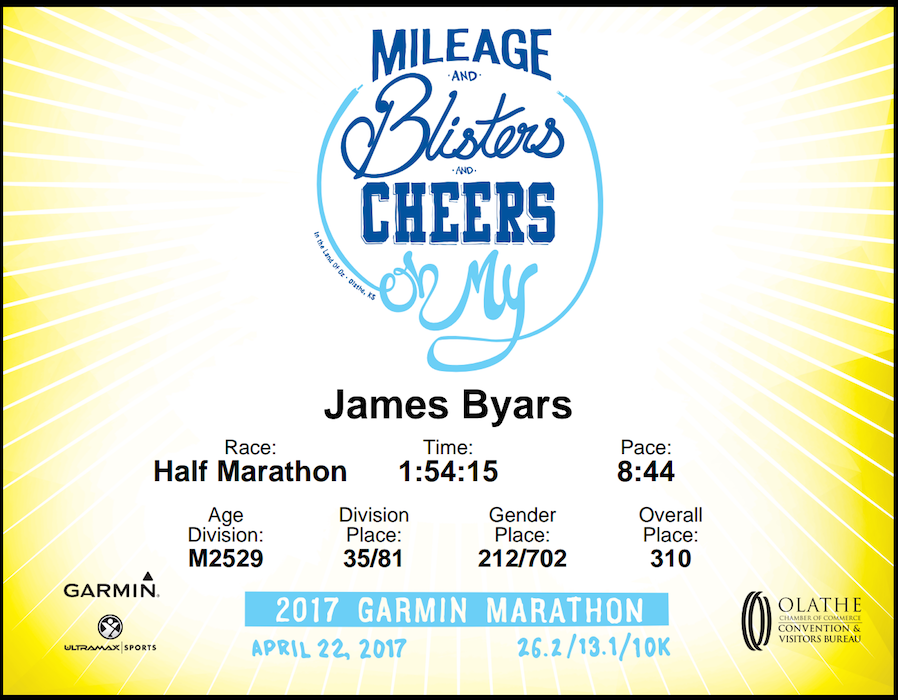 MILEAGE
·AND·
Blisters
·AND·
CHEERS
oh My
In the Land Of Oz · Olathe, KS
James Byars
Race: Time: Pace:
Half Marathon 1:54:15 8:44
Age Division Gender Overall
Division: Place: Place: Place:
M2529 35/81 212/702 310
GARMIN.
ULTRAMAX SPORTS
2017 GARMIN MARATHON
APRIL 22, 2017 26.2/13.1/10K
OLATHE
CHAMBER OF COMMERCE
CONVENTION &
VISITORS BUREAU